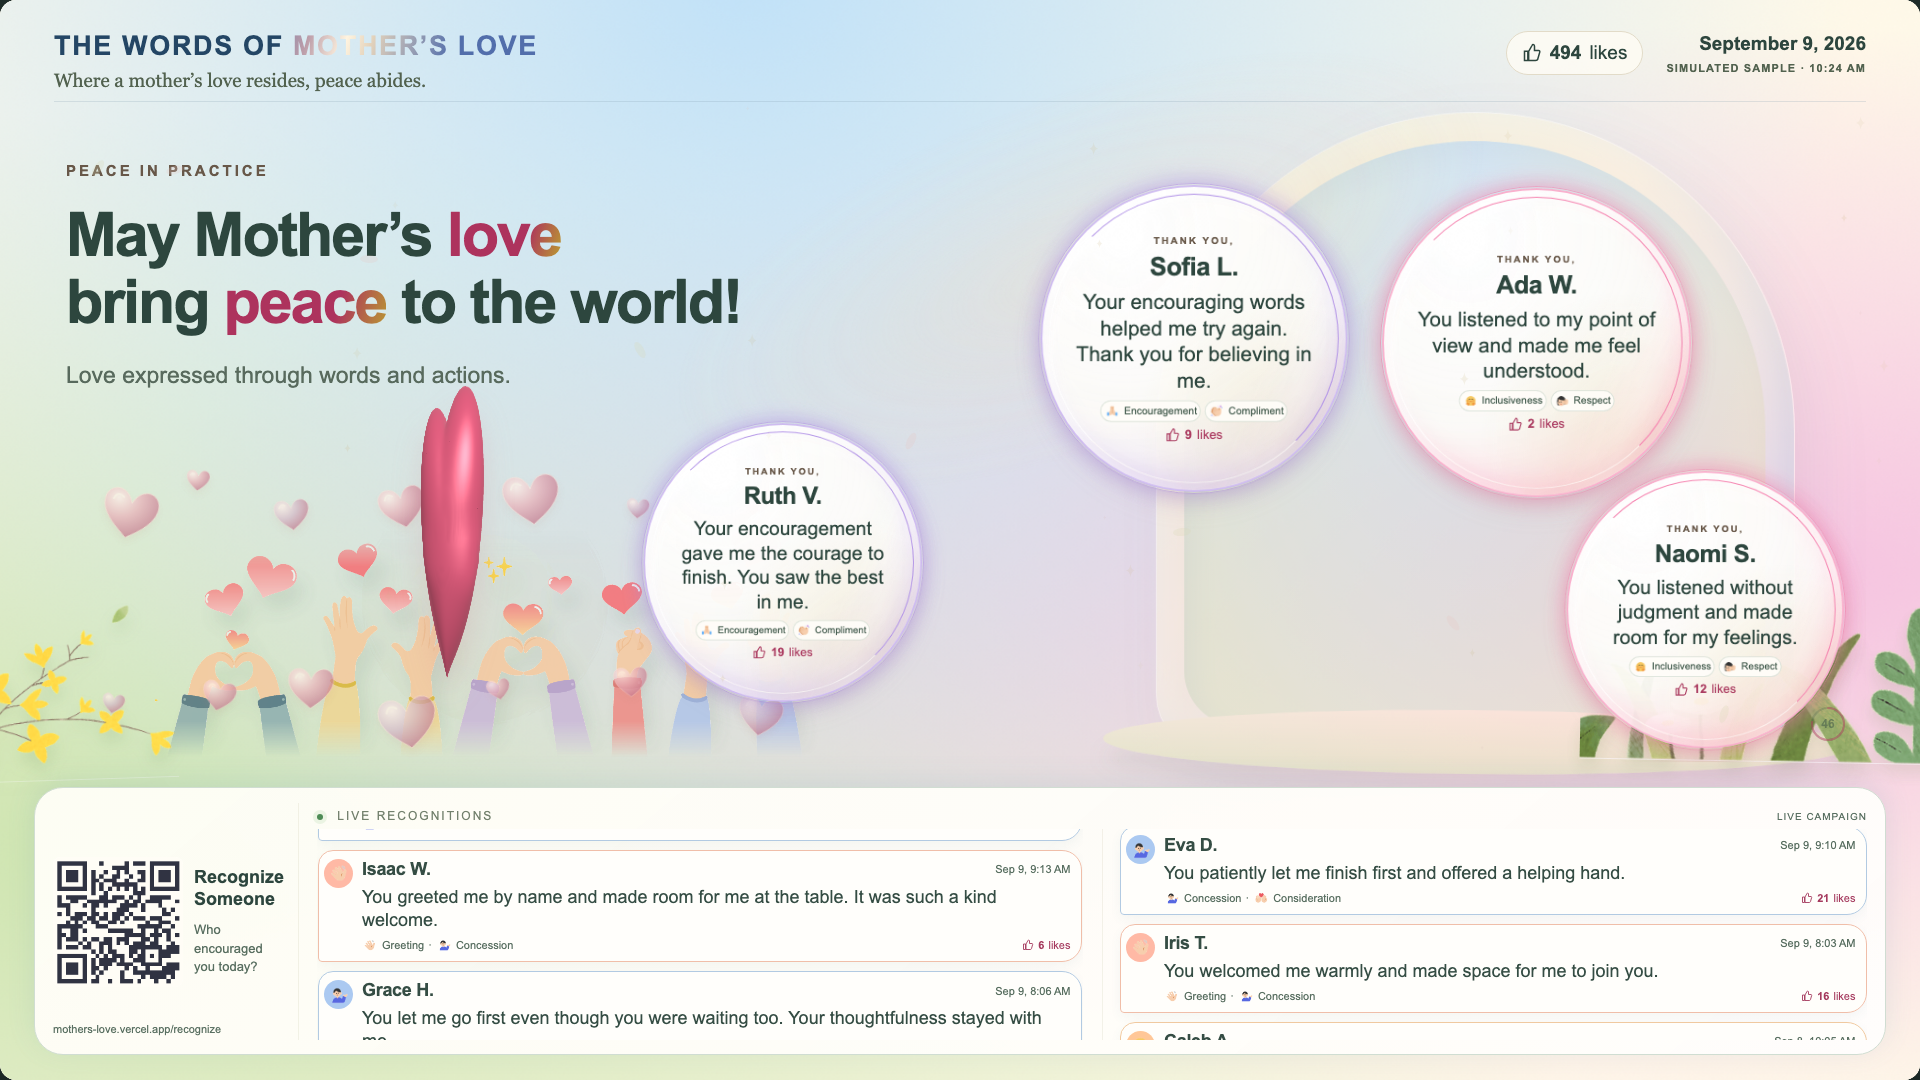 THE WORDS OF MOTHER’S LOVE
Where a mother’s love resides, peace abides.
494 likes
September 9, 2026
SIMULATED SAMPLE · 10:24 AM
PEACE IN PRACTICE
May Mother’s love
bring peace to the world!
Love expressed through words and actions.
THANK YOU,
Sofia L.
Your encouraging words
helped me try again.
Thank you for believing in
me.
Encouragement Compliment
9 likes
THANK YOU,
Ada W.
You listened to my point of
view and made me feel
understood.
Inclusiveness Respect
2 likes
THANK YOU,
Ruth V.
Your encouragement
gave me the courage to
finish. You saw the best
in me.
Encouragement Compliment
19 likes
THANK YOU,
Naomi S.
You listened without
judgment and made
room for my feelings.
Inclusiveness Respect
12 likes
46
Recognize
Someone
Who
encouraged
you today?
mothers-love.vercel.app/recognize
LIVE RECOGNITIONS
LIVE CAMPAIGN
Isaac W.
Sep 9, 9:13 AM
You greeted me by name and made room for me at the table. It was such a kind
welcome.
Greeting · Concession
6 likes
Grace H.
Sep 9, 8:06 AM
You let me go first even though you were waiting too. Your thoughtfulness stayed with
me.
Eva D.
Sep 9, 9:10 AM
You patiently let me finish first and offered a helping hand.
Concession · Consideration
21 likes
Iris T.
Sep 9, 8:03 AM
You welcomed me warmly and made space for me to join you.
Greeting · Concession
16 likes
Caleb A.